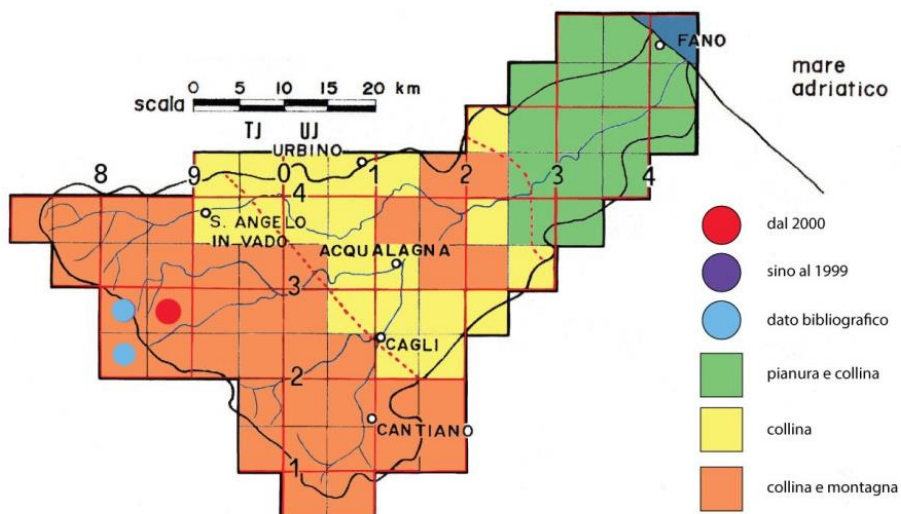 FANO
mare
adriatico
scala 0 5 10 15 20 km
TJ UJ
URBINO
8 9 0 1 2 3 4
4
S. ANGELO
IN VADO
ACQUALAGNA
3
CAGLI
2
CANTIANO
1
dal 2000
sino al 1999
dato bibliografico
pianura e collina
collina
collina e montagna